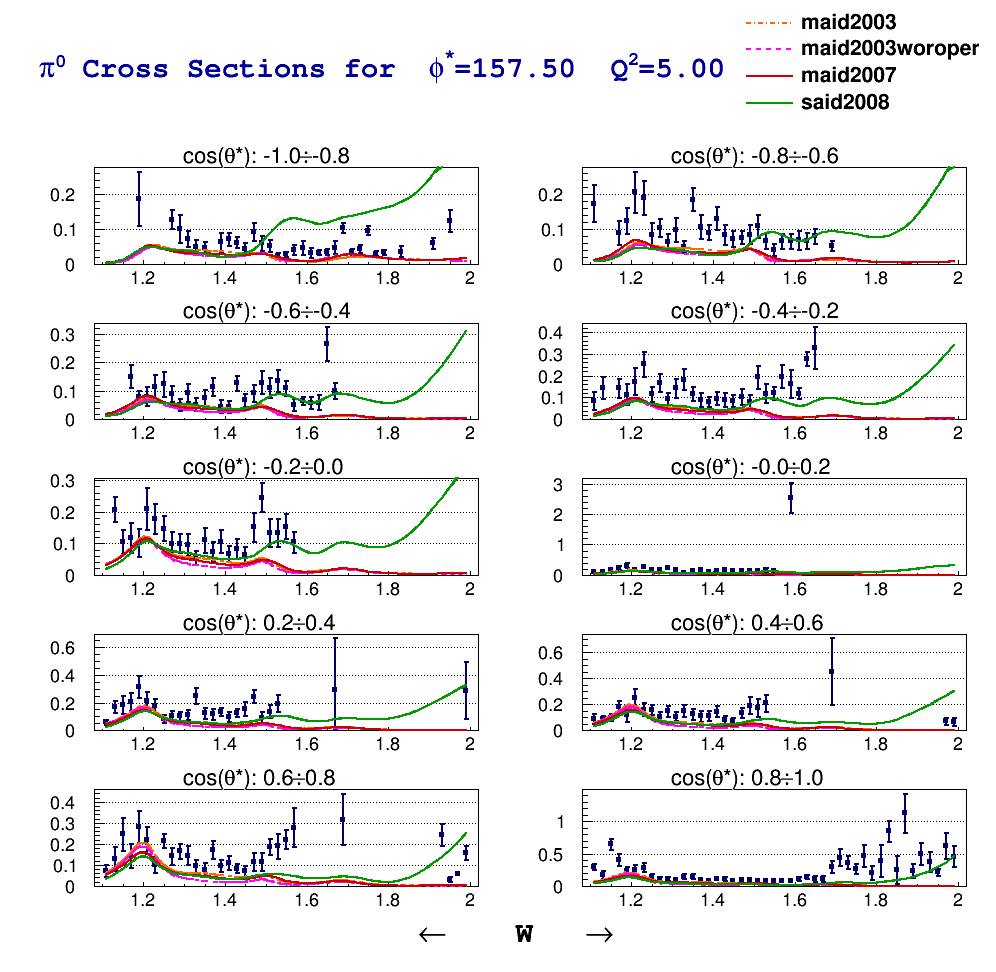 maid2003
maid2003woroper
maid2007
said2008
π⁰ Cross Sections for ϕ*=157.50 Q²=5.00
cos(θ*): -1.0÷-0.8
0.2
0.1
0
1.2 1.4 1.6 1.8 2
cos(θ*): -0.8÷-0.6
0.2
0.1
0
1.2 1.4 1.6 1.8 2
cos(θ*): -0.6÷-0.4
0.3
0.2
0.1
0
1.2 1.4 1.6 1.8 2
cos(θ*): -0.4÷-0.2
0.4
0.3
0.2
0.1
0
1.2 1.4 1.6 1.8 2
cos(θ*): -0.2÷0.0
0.3
0.2
0.1
0
1.2 1.4 1.6 1.8 2
cos(θ*): -0.0÷0.2
3
2
1
0
1.2 1.4 1.6 1.8 2
cos(θ*): 0.2÷0.4
0.6
0.4
0.2
0
1.2 1.4 1.6 1.8 2
cos(θ*): 0.4÷0.6
0.6
0.4
0.2
0
1.2 1.4 1.6 1.8 2
cos(θ*): 0.6÷0.8
0.4
0.3
0.2
0.1
0
1.2 1.4 1.6 1.8 2
cos(θ*): 0.8÷1.0
1
0.5
0
1.2 1.4 1.6 1.8 2
← W →